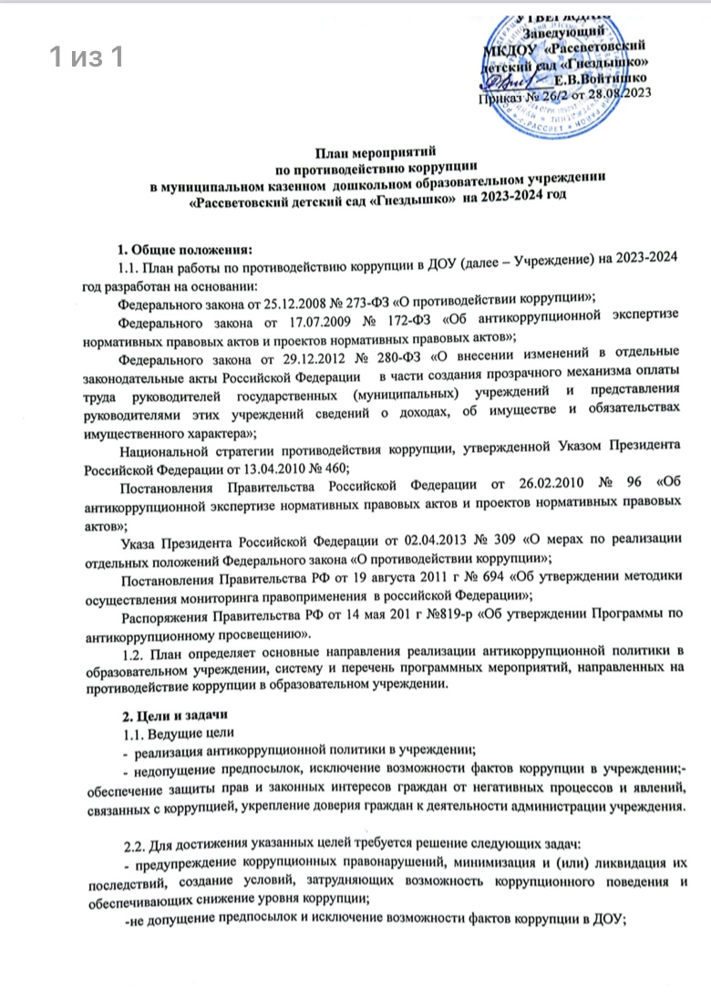 1 из 1
УТВЕРЖДАЮ
Заведующий
МКДОУ «Рассветовский
детский сад «Гнездышко»
Е.В.Войтишко
Приказ № 26/2 от 28.08.2023
План мероприятий
по противодействию коррупции
в муниципальном казенном дошкольном образовательном учреждении
«Рассветовский детский сад «Гнездышко» на 2023-2024 год
1. Общие положения:
1.1. План работы по противодействию коррупции в ДОУ (далее – Учреждение) на 2023-2024
год разработан на основании:
Федерального закона от 25.12.2008 № 273-ФЗ «О противодействии коррупции»;
Федерального закона от 17.07.2009 № 172-ФЗ «Об антикоррупционной экспертизе
нормативных правовых актов и проектов нормативных правовых актов»;
Федерального закона от 29.12.2012 № 280-ФЗ «О внесении изменений в отдельные
законодательные акты Российской Федерации в части создания прозрачного механизма оплаты
труда руководителей государственных (муниципальных) учреждений и представления
руководителями этих учреждений сведений о доходах, об имуществе и обязательствах
имущественного характера»;
Национальной стратегии противодействия коррупции, утвержденной Указом Президента
Российской Федерации от 13.04.2010 № 460;
Постановления Правительства Российской Федерации от 26.02.2010 № 96 «Об
антикоррупционной экспертизе нормативных правовых актов и проектов нормативных правовых
актов»;
Указа Президента Российской Федерации от 02.04.2013 № 309 «О мерах по реализации
отдельных положений Федерального закона «О противодействии коррупции»;
Постановления Правительства РФ от 19 августа 2011 г № 694 «Об утверждении методики
осуществления мониторинга правоприменения в российской Федерации»;
Распоряжения Правительства РФ от 14 мая 201 г №819-р «Об утверждении Программы по
антикоррупционному просвещению».
1.2. План определяет основные направления реализации антикоррупционной политики в
образовательном учреждении, систему и перечень программных мероприятий, направленных на
противодействие коррупции в образовательном учреждении.
2. Цели и задачи
1.1. Ведущие цели
- реализация антикоррупционной политики в учреждении;
- недопущение предпосылок, исключение возможности фактов коррупции в учреждении;-
обеспечение защиты прав и законных интересов граждан от негативных процессов и явлений,
связанных с коррупцией, укрепление доверия граждан к деятельности администрации учреждения.
2.2. Для достижения указанных целей требуется решение следующих задач:
- предупреждение коррупционных правонарушений, минимизация и (или) ликвидация их
последствий, создание условий, затрудняющих возможность коррупционного поведения и
обеспечивающих снижение уровня коррупции;
-не допущение предпосылок и исключение возможности фактов коррупции в ДОУ;